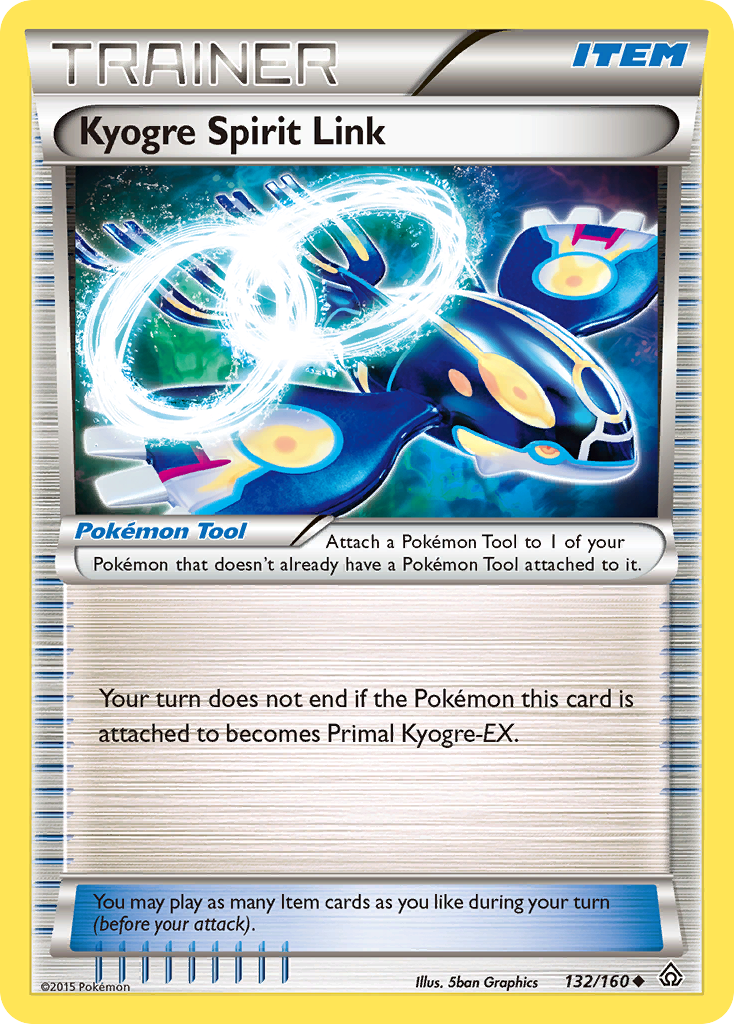 TRAINER
ITEM
Kyogre Spirit Link
Pokémon Tool
Attach a Pokémon Tool to 1 of your
Pokémon that doesn't already have a Pokémon Tool attached to it.
Your turn does not end if the Pokémon this card is
attached to becomes Primal Kyogre-EX.
You may play as many Item cards as you like during your turn
(before your attack).
©2015 Pokémon
Illus. 5ban Graphics
132/160